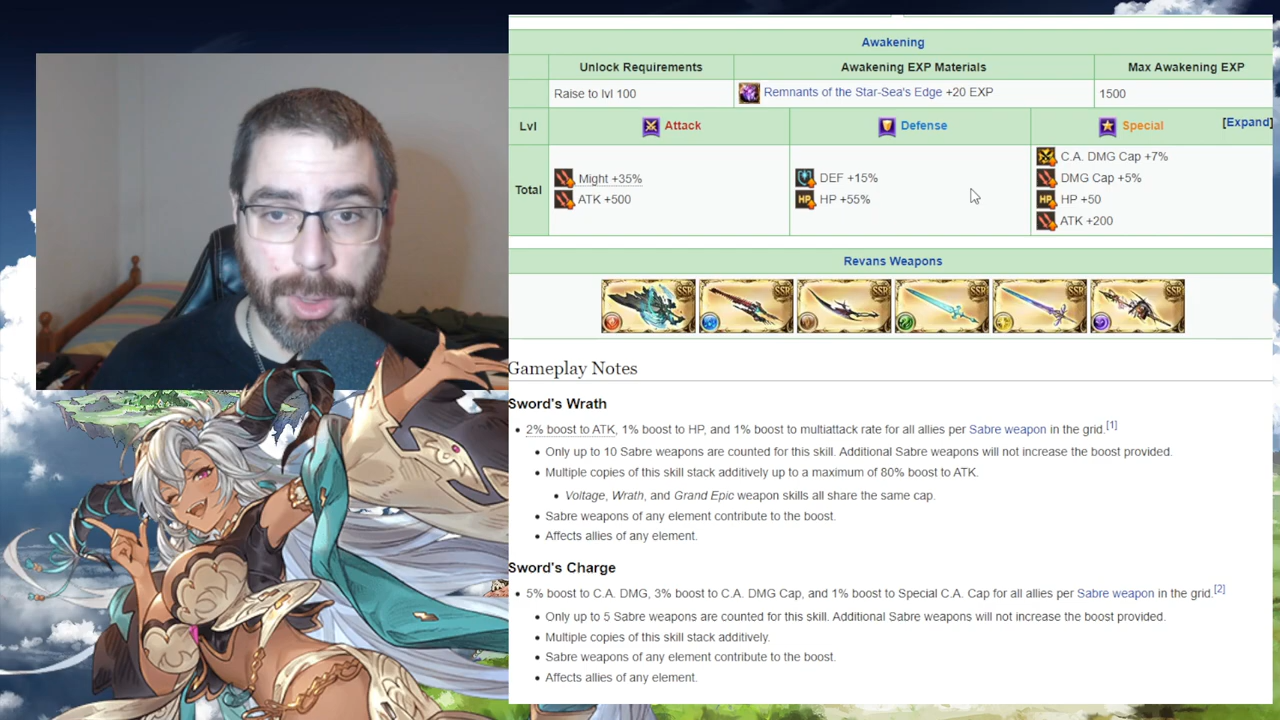 Awakening
Unlock Requirements Awakening EXP Materials Max Awakening EXP
Raise to lvl 100 Remnants of the Star-Sea's Edge +20 EXP 1500
Lvl Attack Defense Special [Expand]
Total Might +35% DEF +15% C.A. DMG Cap +7%
ATK +500 HP +55% DMG Cap +5%
HP +50
ATK +200
Revans Weapons
SSR SSR SSR SSR SSR SSR
Gameplay Notes
Sword's Wrath
• 2% boost to ATK, 1% boost to HP, and 1% boost to multiattack rate for all allies per Sabre weapon in the grid.[1]
• Only up to 10 Sabre weapons are counted for this skill. Additional Sabre weapons will not increase the boost provided.
• Multiple copies of this skill stack additively up to a maximum of 80% boost to ATK.
• Voltage, Wrath, and Grand Epic weapon skills all share the same cap.
• Sabre weapons of any element contribute to the boost.
• Affects allies of any element.
Sword's Charge
• 5% boost to C.A. DMG, 3% boost to C.A. DMG Cap, and 1% boost to Special C.A. Cap for all allies per Sabre weapon in the grid.[2]
• Only up to 5 Sabre weapons are counted for this skill. Additional Sabre weapons will not increase the boost provided.
• Multiple copies of this skill stack additively.
• Sabre weapons of any element contribute to the boost.
• Affects allies of any element.